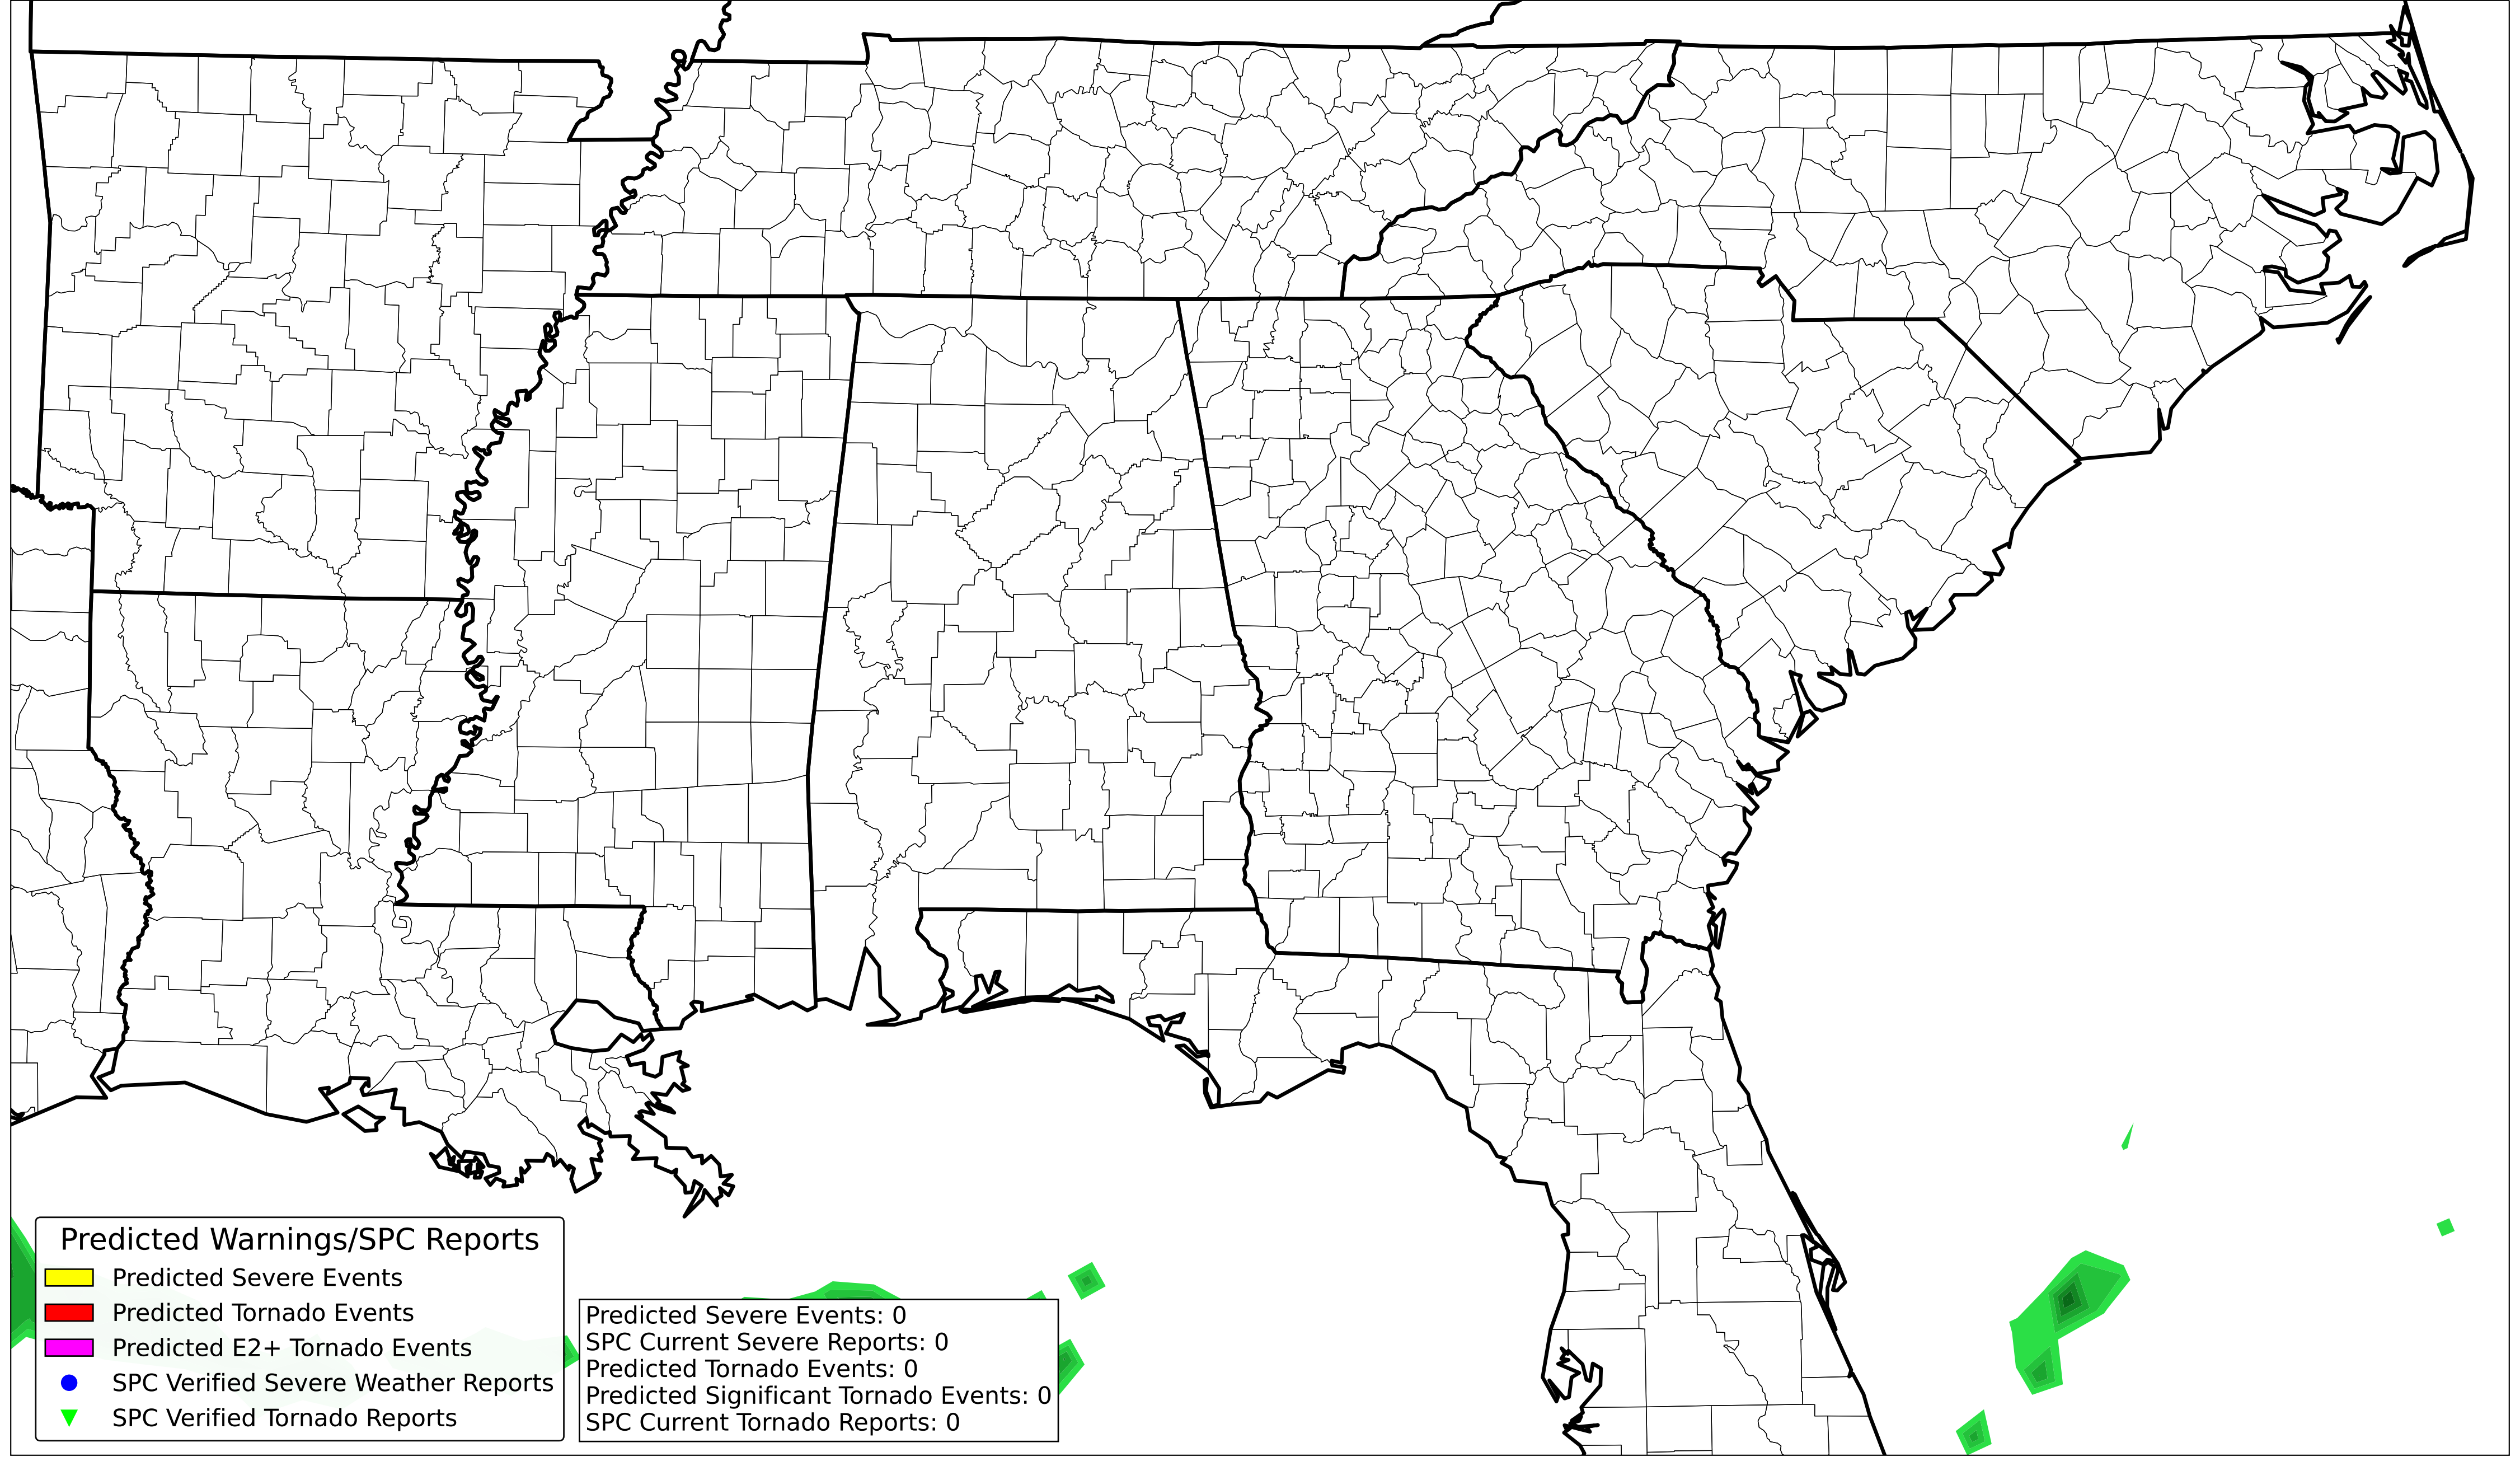 Predicted Warnings/SPC Reports
Predicted Severe Events
Predicted Tornado Events
Predicted E2+ Tornado Events
SPC Verified Severe Weather Reports
SPC Verified Tornado Reports
Predicted Severe Events: 0
SPC Current Severe Reports: 0
Predicted Tornado Events: 0
Predicted Significant Tornado Events: 0
SPC Current Tornado Reports: 0